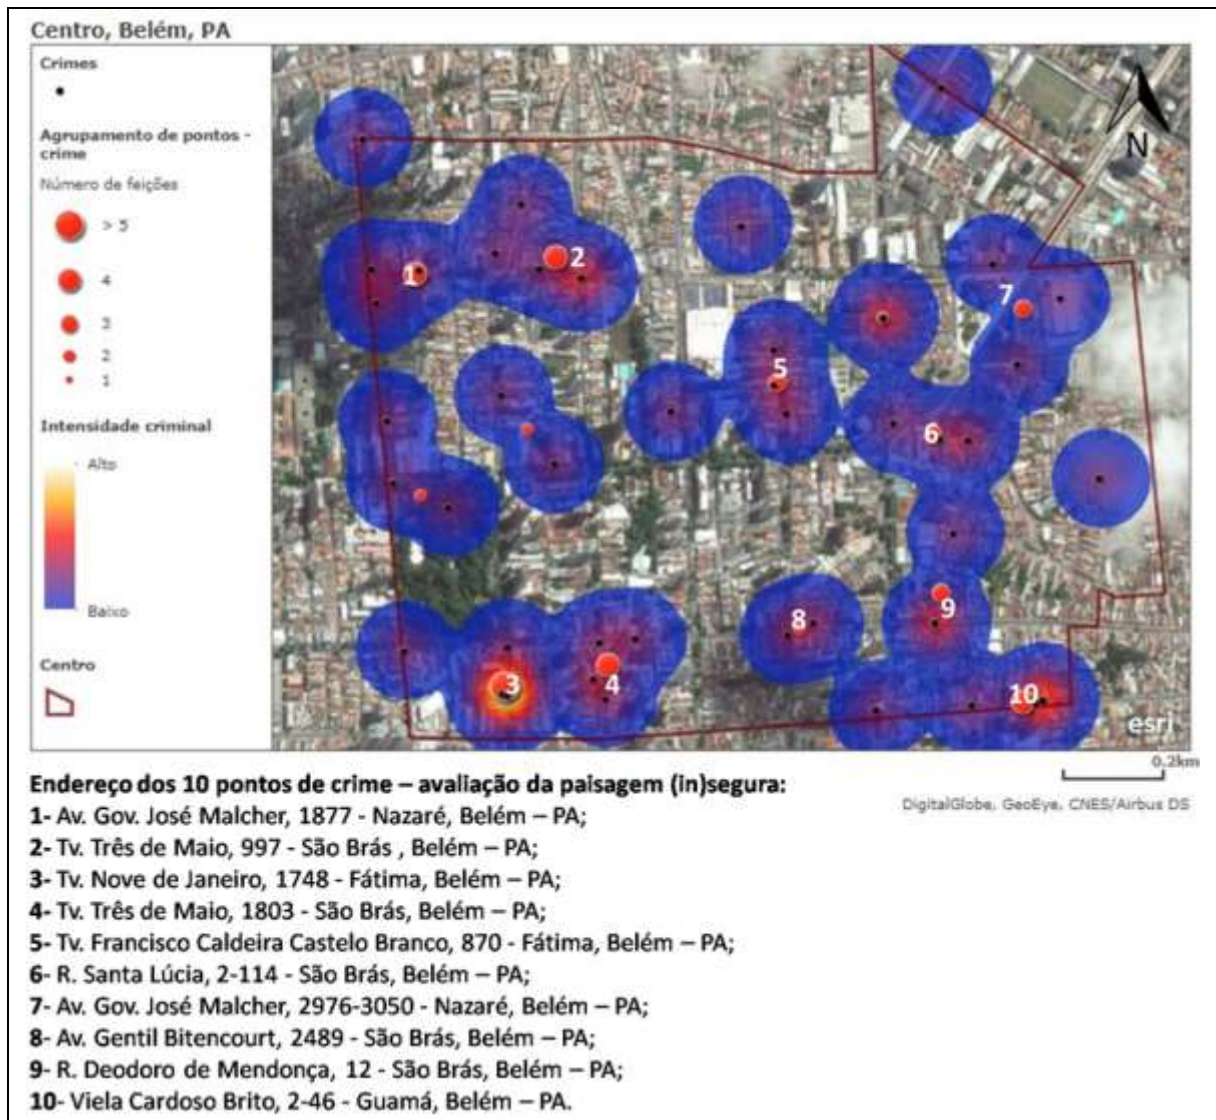 Centro, Belém, PA
Crimes
Agrupamento de pontos -
crime
Número de feições
> 5
4
3
2
1
Intensidade criminal
Alto
Baixo
Centro
N
1
2
3
4
5
6
7
8
9
10
esri
0.2km
DigitalGlobe, GeoEye, CNES/Airbus DS
Endereço dos 10 pontos de crime – avaliação da paisagem (in)segura:
1- Av. Gov. José Malcher, 1877 - Nazaré, Belém – PA;
2- Tv. Três de Maio, 997 - São Brás , Belém – PA;
3- Tv. Nove de Janeiro, 1748 - Fátima, Belém – PA;
4- Tv. Três de Maio, 1803 - São Brás, Belém – PA;
5- Tv. Francisco Caldeira Castelo Branco, 870 - Fátima, Belém – PA;
6- R. Santa Lúcia, 2-114 - São Brás, Belém – PA;
7- Av. Gov. José Malcher, 2976-3050 - Nazaré, Belém – PA;
8- Av. Gentil Bitencourt, 2489 - São Brás, Belém – PA;
9- R. Deodoro de Mendonça, 12 - São Brás, Belém – PA;
10- Viela Cardoso Brito, 2-46 - Guamá, Belém – PA.